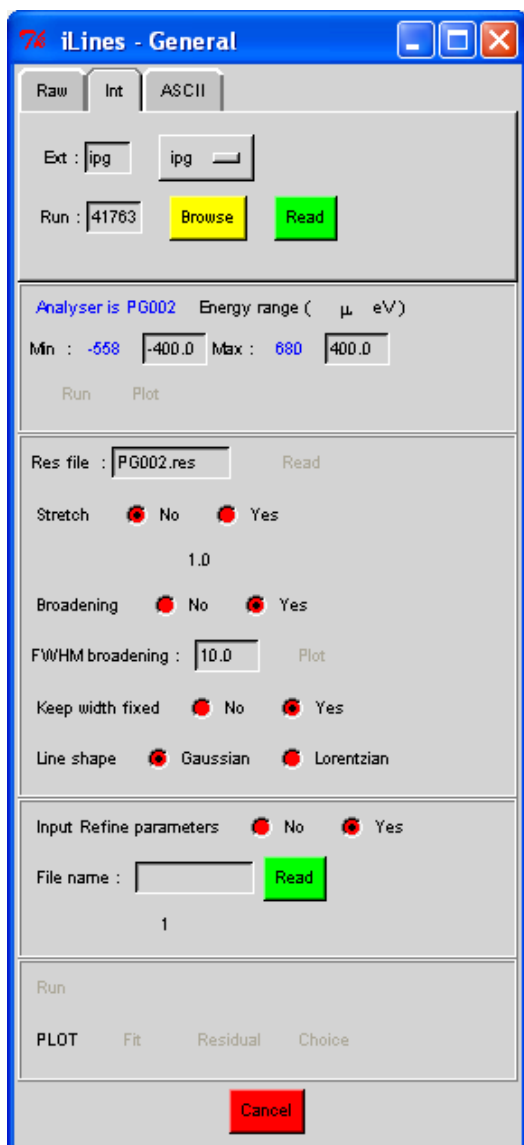 iLines - General
Raw Int ASCII
Ext : ipg ipg
Run : 41763 Browse Read
Analyser is PG002 Energy range ( μ eV)
Min : -558 -400.0 Max : 680 400.0
Run Plot
Res file : PG002.res Read
Stretch No Yes
1.0
Broadening No Yes
FWHM broadening : 10.0 Plot
Keep width fixed No Yes
Line shape Gaussian Lorentzian
Input Refine parameters No Yes
File name : Read
1
Run
PLOT Fit Residual Choice
Cancel